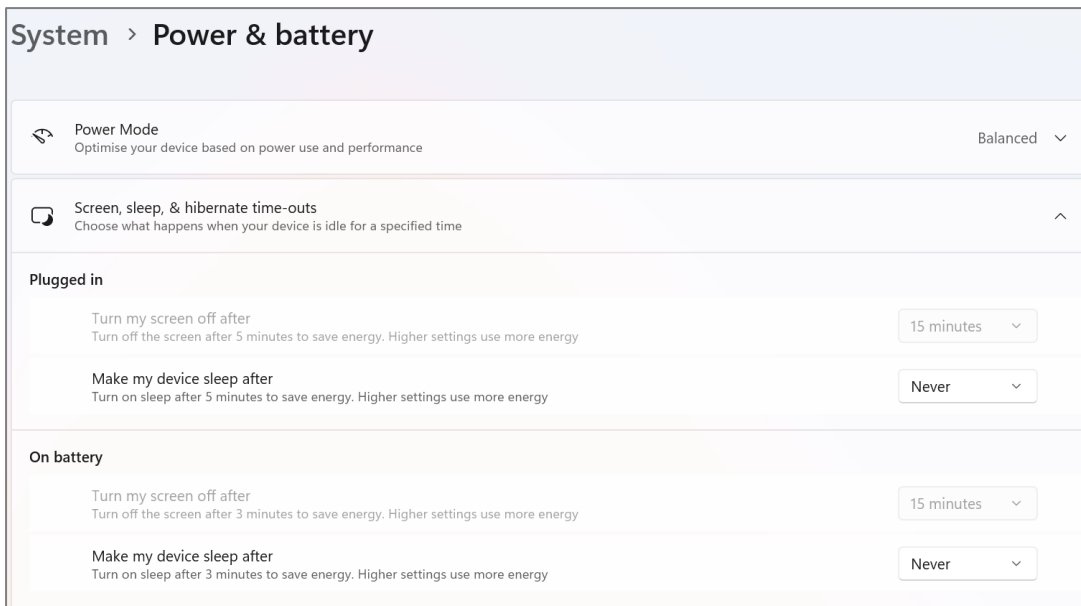 System > Power & battery
Power Mode
Optimise your device based on power use and performance
Balanced
Screen, sleep, & hibernate time-outs
Choose what happens when your device is idle for a specified time
Plugged in
Turn my screen off after
Turn off the screen after 5 minutes to save energy. Higher settings use more energy
15 minutes
Make my device sleep after
Turn on sleep after 5 minutes to save energy. Higher settings use more energy
Never
On battery
Turn my screen off after
Turn off the screen after 3 minutes to save energy. Higher settings use more energy
15 minutes
Make my device sleep after
Turn on sleep after 3 minutes to save energy. Higher settings use more energy
Never